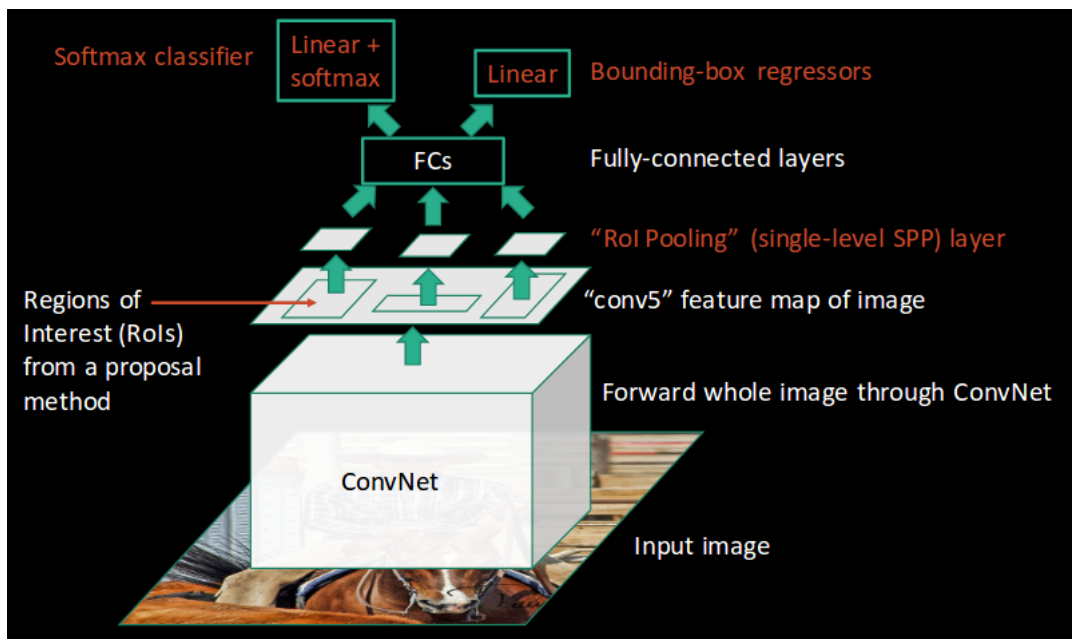 Softmax classifier
Linear +
softmax
Linear
Bounding-box regressors
FCs
Fully-connected layers
“RoI Pooling” (single-level SPP) layer
Regions of
Interest (RoIs)
from a proposal
method
“conv5” feature map of image
Forward whole image through ConvNet
ConvNet
Input image